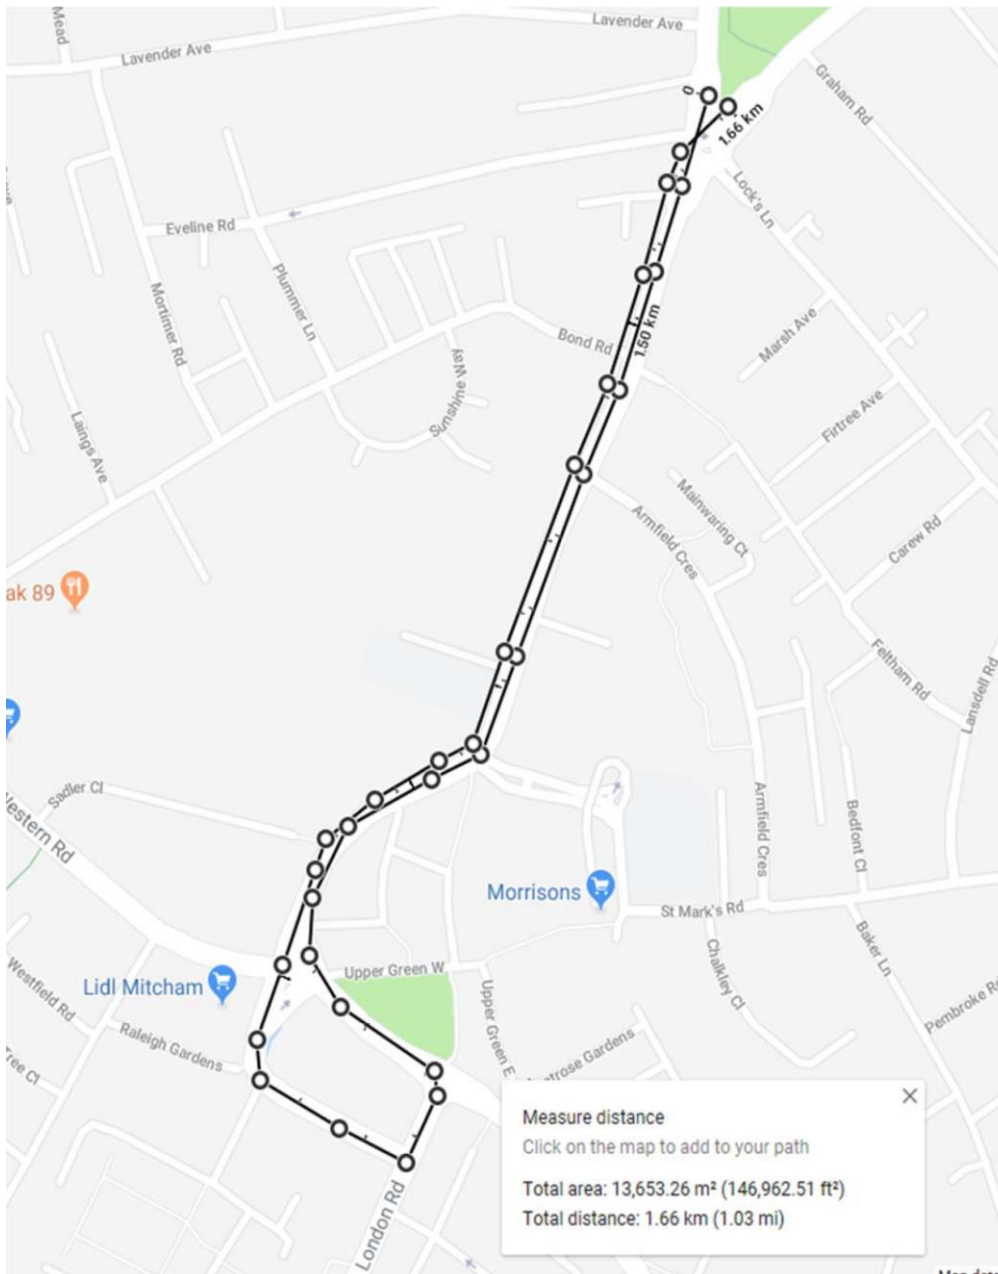 Mead
Lavender Ave
Lavender Ave
0
1.66 km
Graham Rd
Lock's Ln
Eveline Rd
Plummer Ln
Mortimer Rd
1.50 km
Bond Rd
Marsh Ave
Sunshine Way
Firtree Ave
Laings Ave
Mainwaring Ct
Armfield Cres
Carew Rd
ak 89
Feltham Rd
Lansdell Rd
Sadler Cl
estern Rd
Armfield Cres
Bedfont Cl
Morrisons
St Mark's Rd
Baker Ln
Chalkley Cl
Upper Green W
Lidl Mitcham
Westfield Rd
Upper Green E
Pembroke R
Raleigh Gardens
ree Ct
trose Gardens
Measure distance
Click on the map to add to your path
Total area: 13,653.26 m² (146,962.51 ft²)
Total distance: 1.66 km (1.03 mi)
London Rd